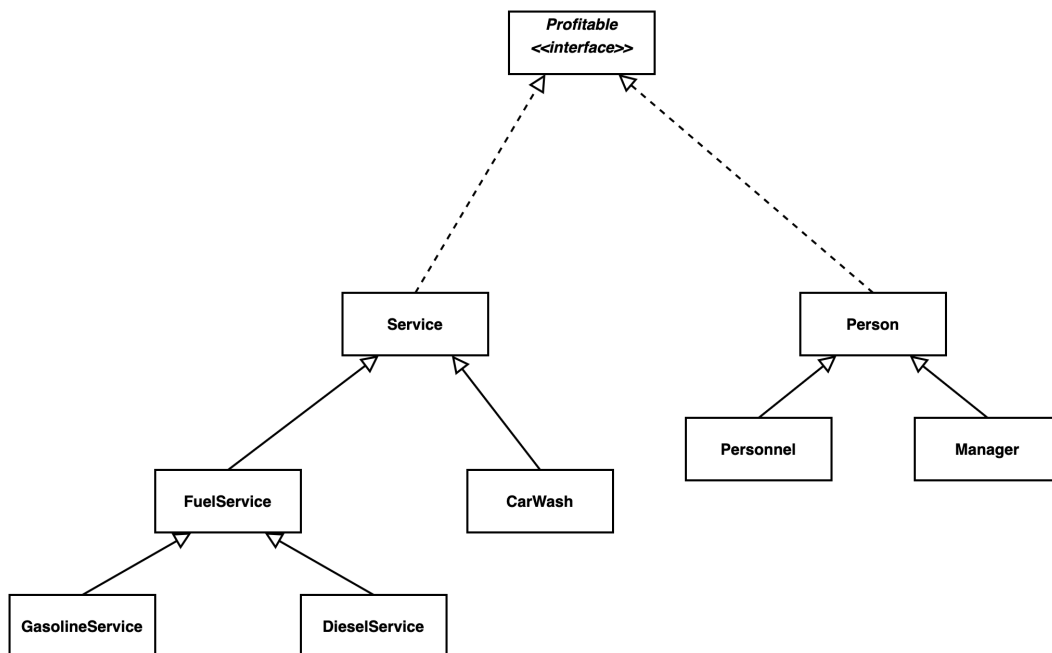 Profitable
<<interface>>
Service
Person
Personnel
Manager
FuelService
CarWash
GasolineService
DieselService